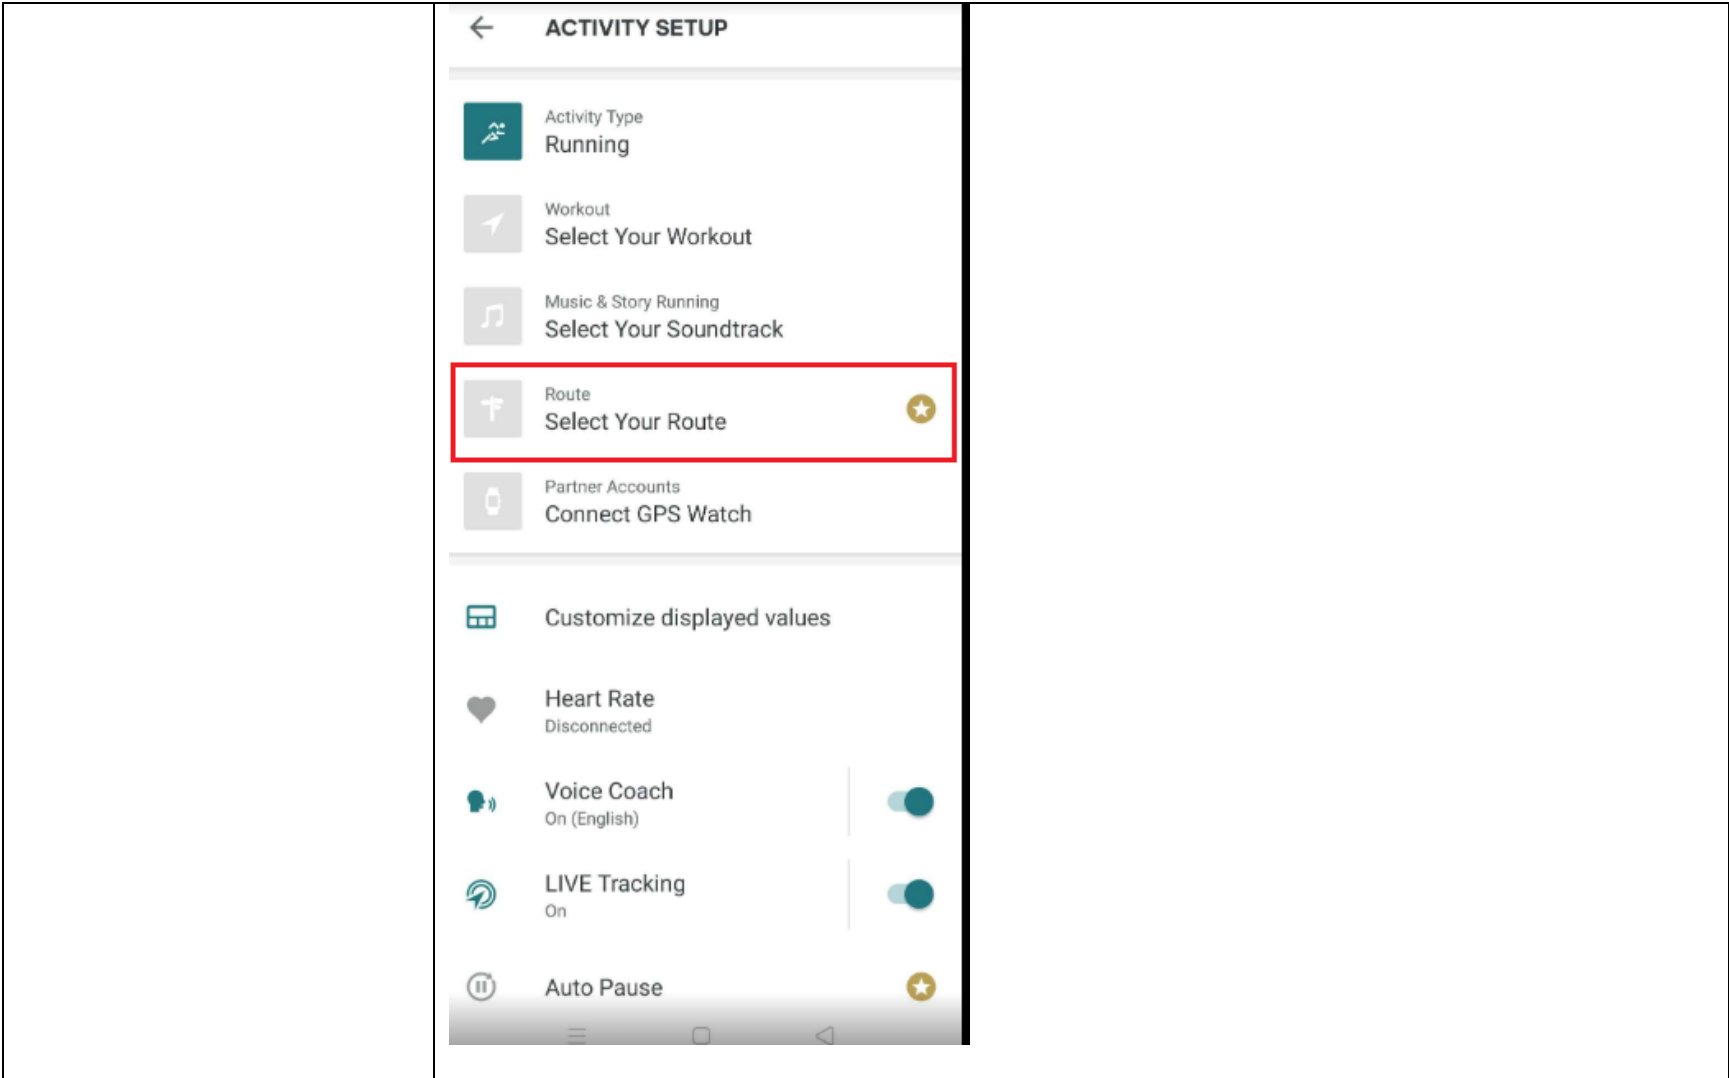 ACTIVITY SETUP
Activity Type
Running
Workout
Select Your Workout
Music & Story Running
Select Your Soundtrack
Route
Select Your Route
Partner Accounts
Connect GPS Watch
Customize displayed values
Heart Rate
Disconnected
Voice Coach
On (English)
LIVE Tracking
On
Auto Pause